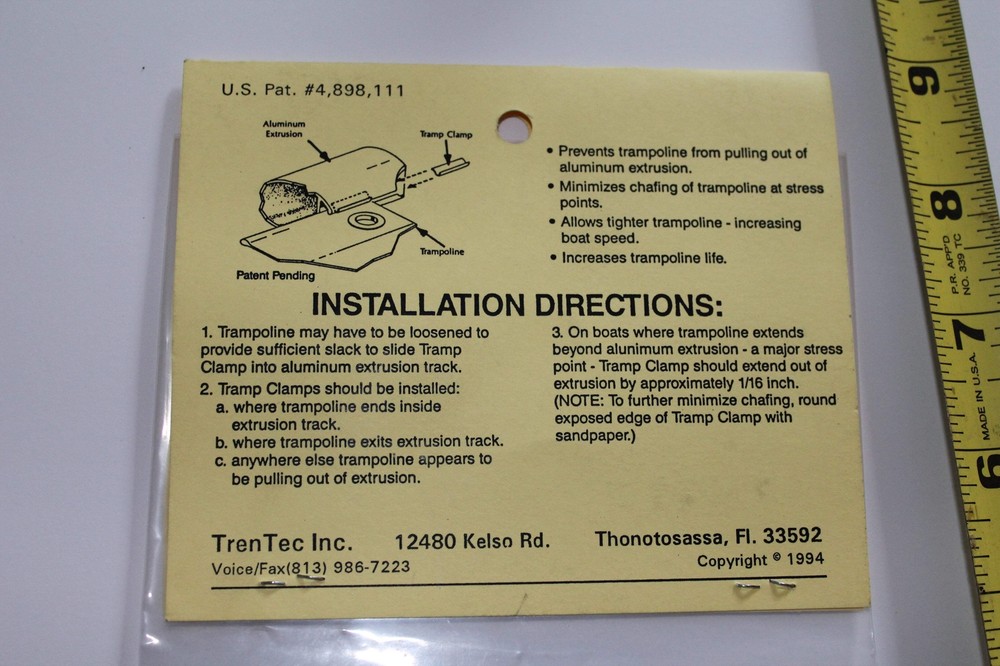 U.S. Pat. #4,898,111
Aluminum
Extrusion
Tramp Clamp
Trampoline
Patent Pending
• Prevents trampoline from pulling out of
aluminum extrusion.
• Minimizes chafing of trampoline at stress
points.
• Allows tighter trampoline - increasing
boat speed.
• Increases trampoline life.
INSTALLATION DIRECTIONS:
1. Trampoline may have to be loosened to
provide sufficient slack to slide Tramp
Clamp into aluminum extrusion track.
2. Tramp Clamps should be installed:
a. where trampoline ends inside
extrusion track.
b. where trampoline exits extrusion track.
c. anywhere else trampoline appears to
be pulling out of extrusion.
3. On boats where trampoline extends
beyond alunimum extrusion - a major stress
point - Tramp Clamp should extend out of
extrusion by approximately 1/16 inch.
(NOTE: To further minimize chafing, round
exposed edge of Tramp Clamp with
sandpaper.)
TrenTec Inc. 12480 Kelso Rd. Thonotosassa, Fl. 33592
Voice/Fax(813) 986-7223
Copyright © 1994
9
8
P.R. APP'D
NO. 339 TC
7
MADE IN U.S.A.
6